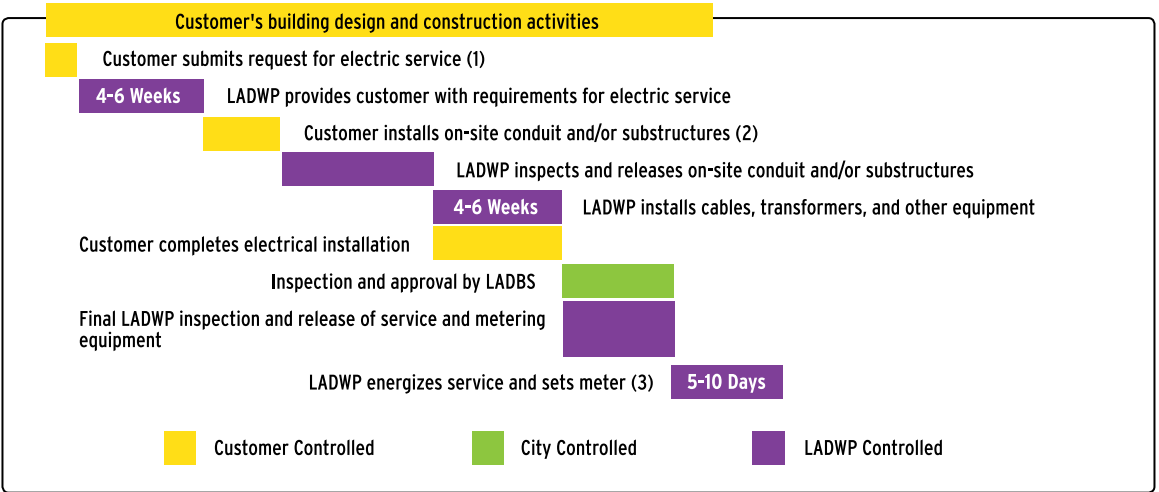 Customer's building design and construction activities
Customer submits request for electric service (1)
4-6 Weeks LADWP provides customer with requirements for electric service
Customer installs on-site conduit and/or substructures (2)
LADWP inspects and releases on-site conduit and/or substructures
4-6 Weeks LADWP installs cables, transformers, and other equipment
Customer completes electrical installation
Inspection and approval by LADBS
Final LADWP inspection and release of service and metering
equipment
LADWP energizes service and sets meter (3) 5-10 Days
Customer Controlled City Controlled LADWP Controlled